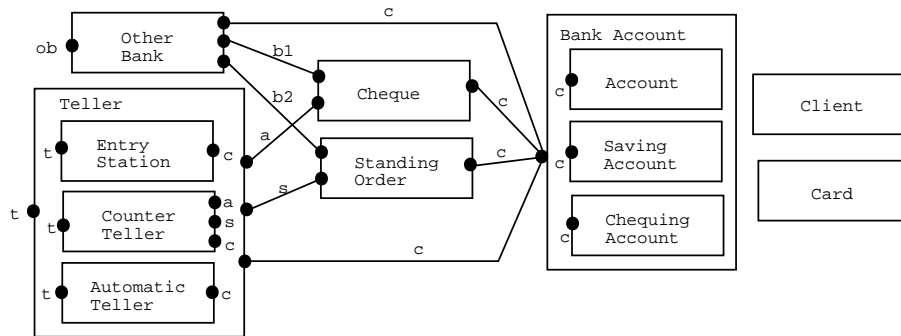 c
Other
Bank
ob
b1
Bank Account
Account
c
Teller
b2
Cheque
c
Client
Entry
Station
t
c
a
Standing
Order
c
Saving
Account
c
Card
t
Counter
Teller
t
a
s
c
s
c
Chequing
Account
c
Automatic
Teller
t
c